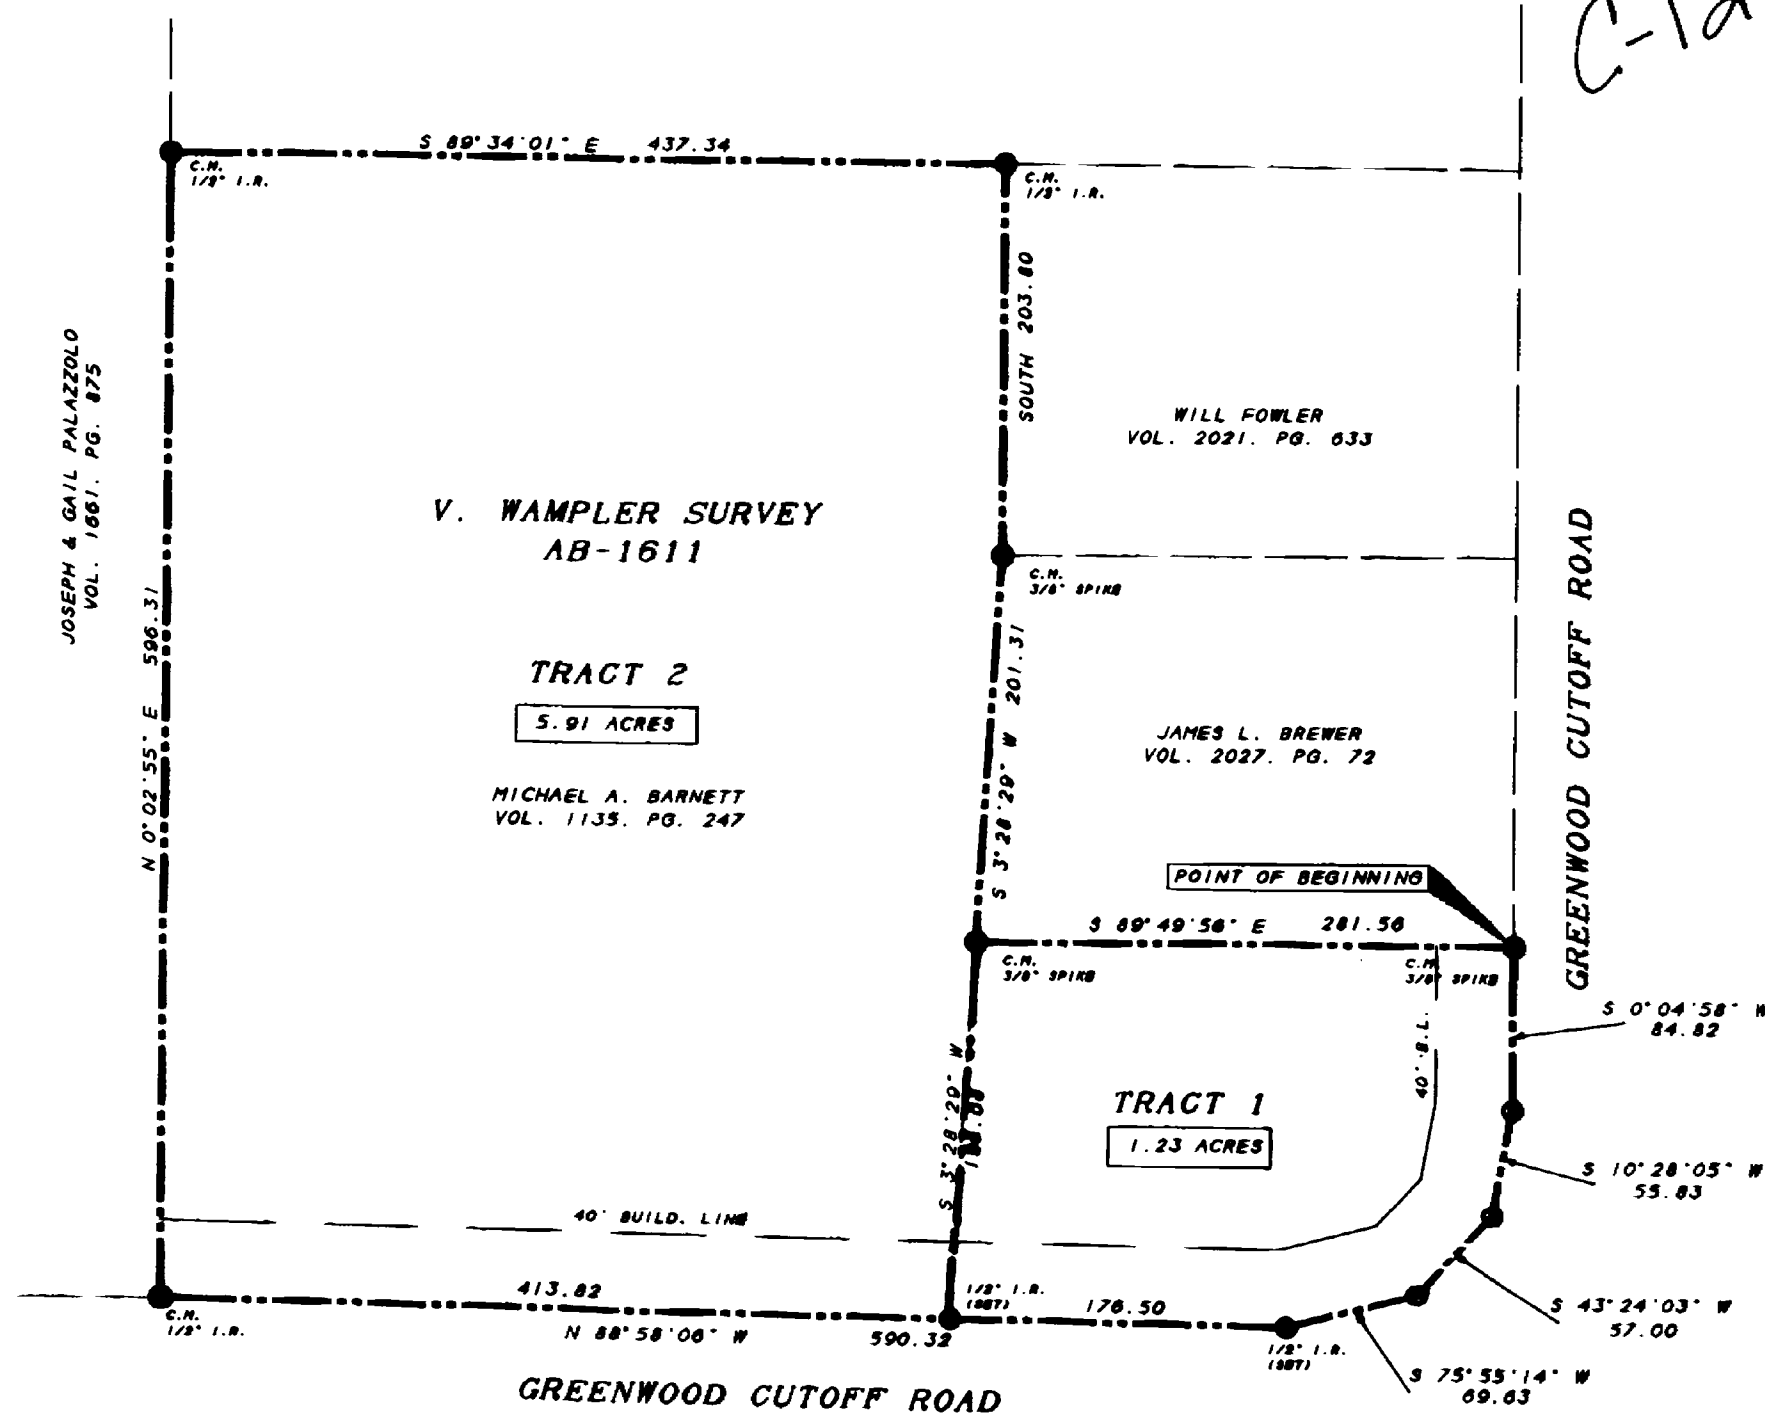 C-12
S 89°34'01" E 437.34
C.M.
1/2" I.R.
C.M.
1/2" I.R.
SOUTH 203.80
JOSEPH & GAIL PALAZZOLO
VOL. 1661. PG. 875
WILL FOWLER
VOL. 2021. PG. 633
V. WAMPLER SURVEY
AB-1611
C.M.
3/8" SPIKE
N 0°02'55" E 596.31
S 3°28'29" W 201.31
TRACT 2
5.91 ACRES
MICHAEL A. BARNETT
VOL. 1135. PG. 247
JAMES L. BREWER
VOL. 2027. PG. 72
GREENWOOD CUTOFF ROAD
POINT OF BEGINNING
S 89°49'56" E 281.56
C.M.
3/8" SPIKE
C.M.
3/8" SPIKE
S 0°04'58" W
84.82
40' B.L.
S 3°28'29" W
TRACT 1
1.23 ACRES
S 10°28'05" W
55.83
40' BUILD. LINE
413.82
1/2" I.R.
(SET)
176.50
C.M.
1/2" I.R.
N 88°58'06" W 590.32
S 43°24'03" W
57.00
1/2" I.R.
(SET)
S 75°55'14" W
69.63
GREENWOOD CUTOFF ROAD